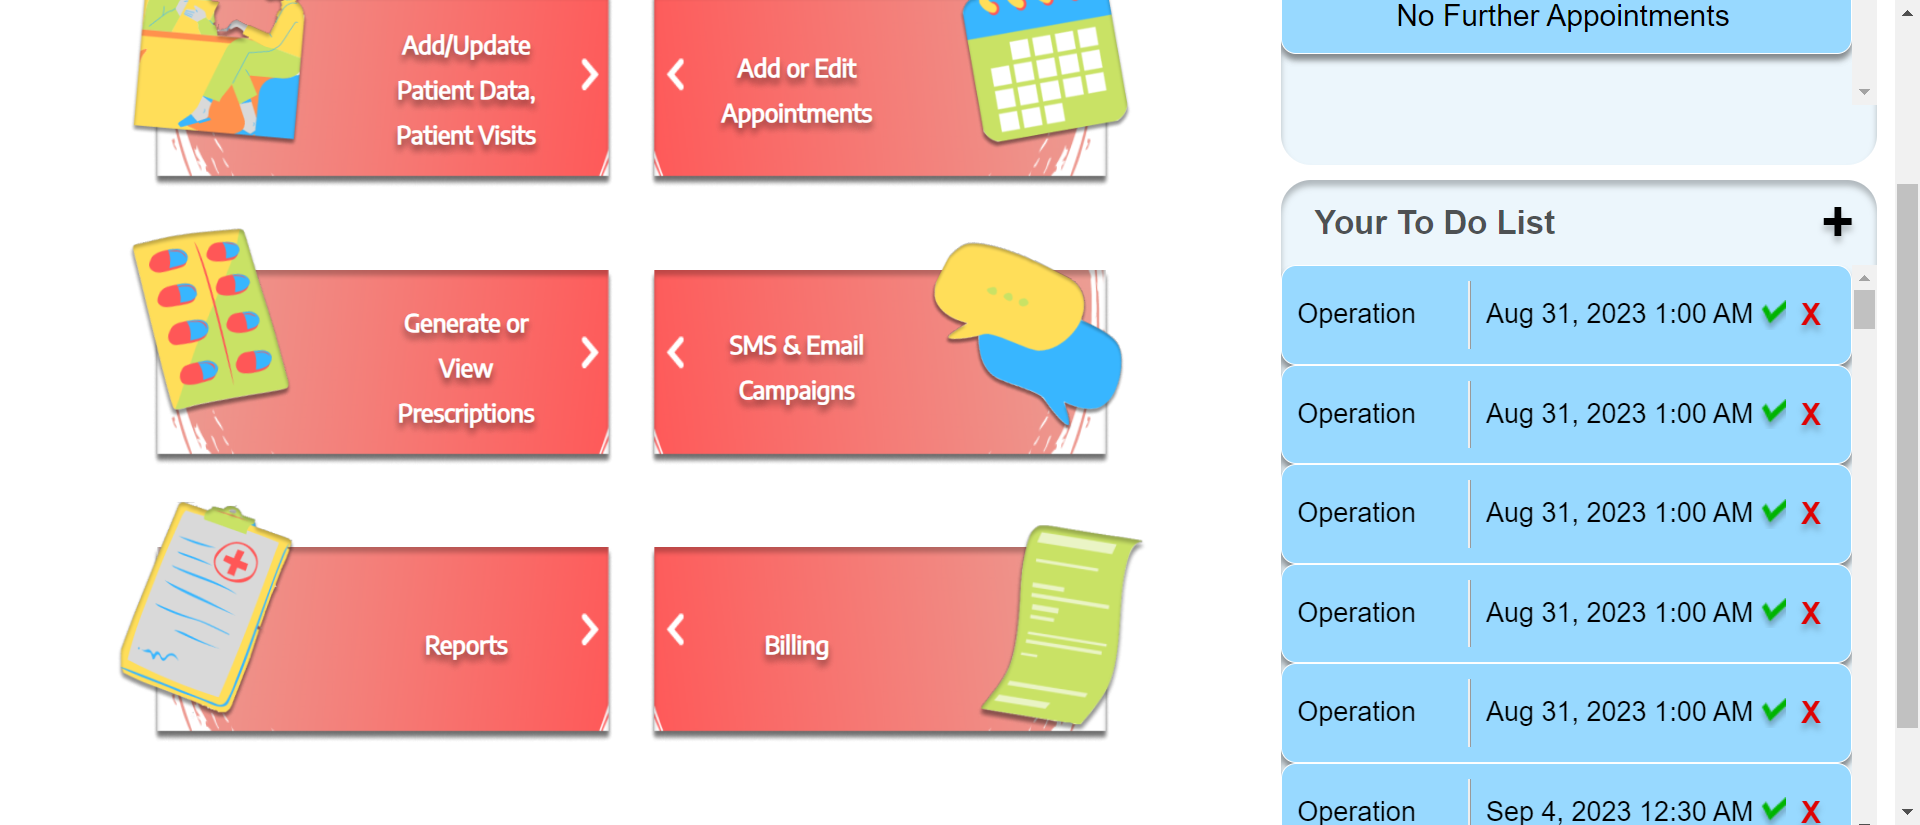 Add/Update
Patient Data,
Patient Visits
Add or Edit
Appointments
Generate or
View
Prescriptions
SMS & Email
Campaigns
Reports
Billing
No Further Appointments
Your To Do List
Operation Aug 31, 2023 1:00 AM X
Operation Aug 31, 2023 1:00 AM X
Operation Aug 31, 2023 1:00 AM X
Operation Aug 31, 2023 1:00 AM X
Operation Aug 31, 2023 1:00 AM X
Operation Sep 4, 2023 12:30 AM X